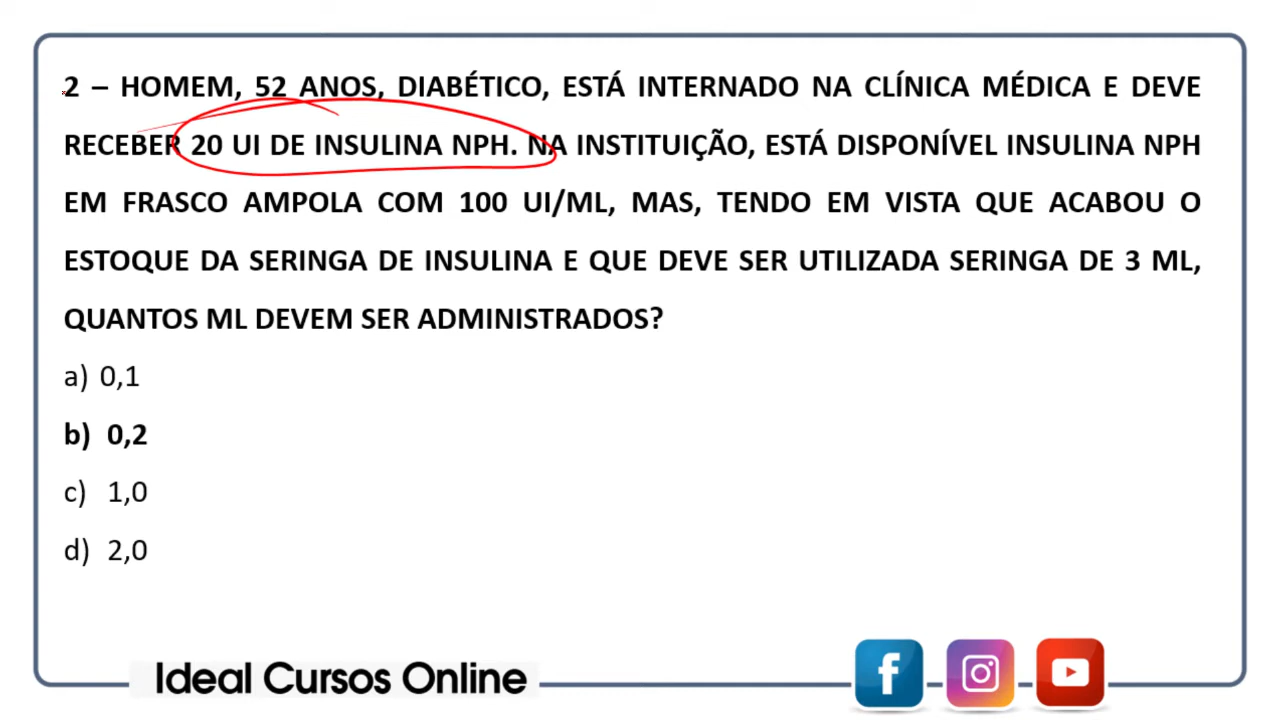 2 – HOMEM, 52 ANOS, DIABÉTICO, ESTÁ INTERNADO NA CLÍNICA MÉDICA E DEVE
RECEBER 20 UI DE INSULINA NPH. NA INSTITUIÇÃO, ESTÁ DISPONÍVEL INSULINA NPH
EM FRASCO AMPOLA COM 100 UI/ML, MAS, TENDO EM VISTA QUE ACABOU O
ESTOQUE DA SERINGA DE INSULINA E QUE DEVE SER UTILIZADA SERINGA DE 3 ML,
QUANTOS ML DEVEM SER ADMINISTRADOS?
a) 0,1
b) 0,2
c) 1,0
d) 2,0
Ideal Cursos Online